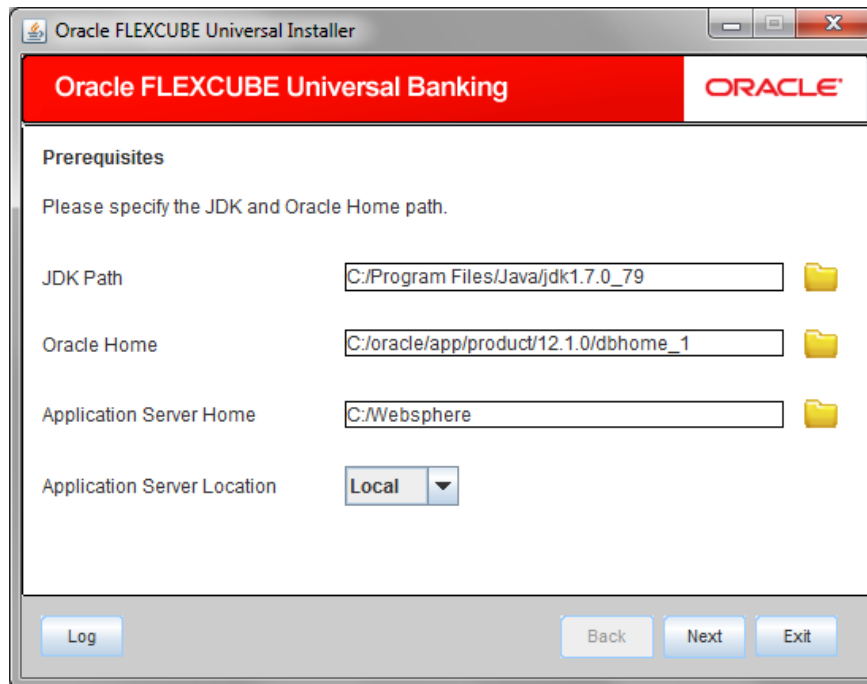 Oracle FLEXCUBE Universal Installer
Oracle FLEXCUBE Universal Banking
ORACLE
Prerequisites
Please specify the JDK and Oracle Home path.
JDK Path C:/Program Files/Java/jdk1.7.0_79
Oracle Home C:/oracle/app/product/12.1.0/dbhome_1
Application Server Home C:/Websphere
Application Server Location Local
Log Back Next Exit